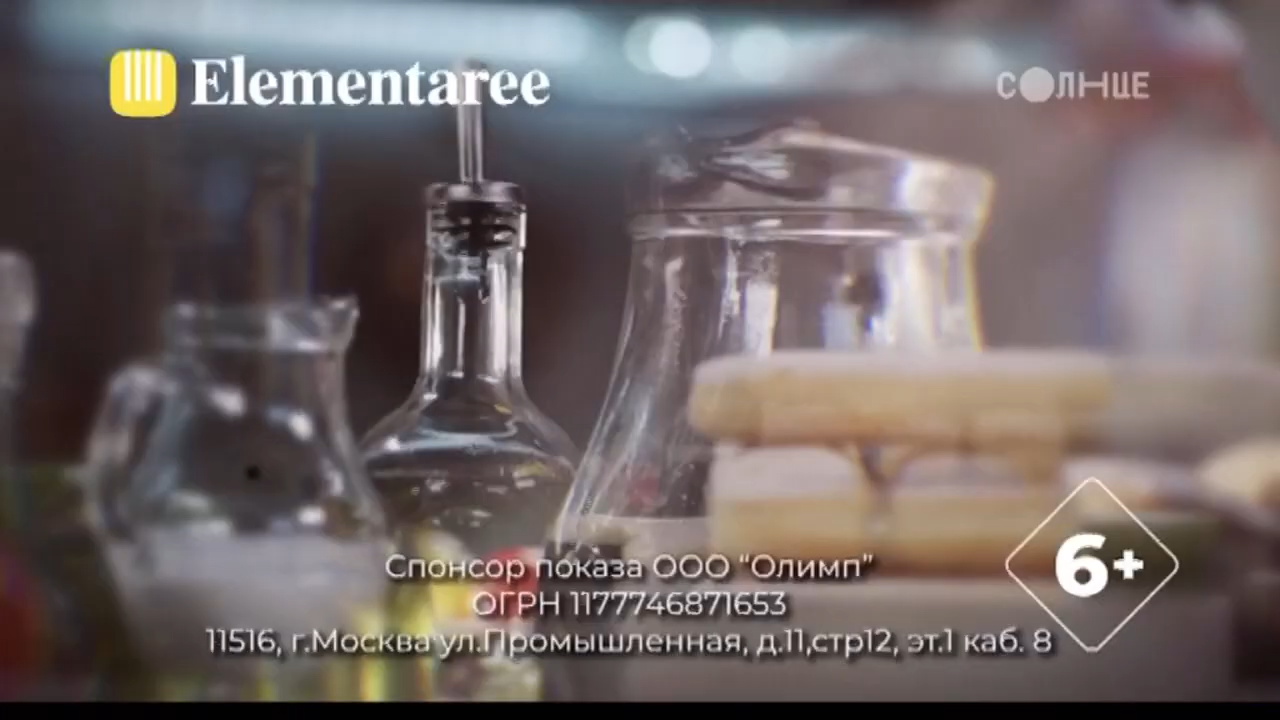 Elementaree
СОЛНЦЕ
Спонсор показа ООО “Олимп”
ОГРН 1177746871653
11516, г.Москва ул.Промышленная, д.11,стр12, эт.1 каб. 8
6+